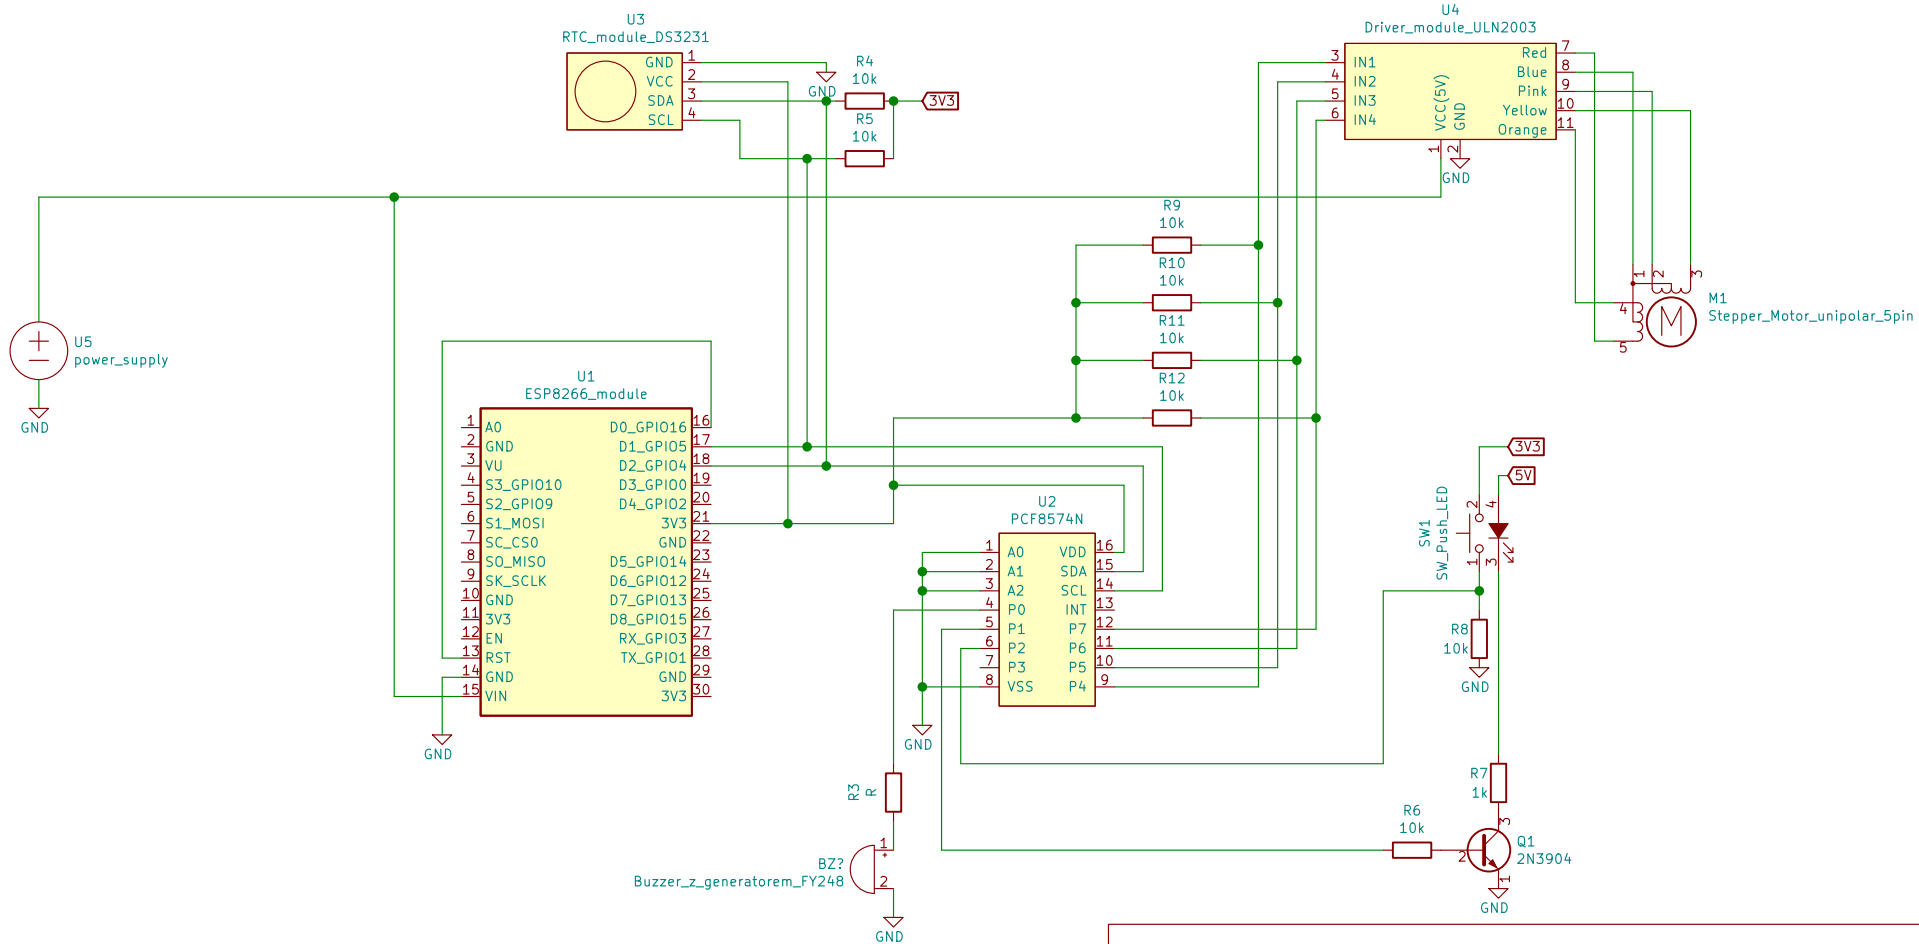 U3
RTC_module_DS3231
GND 1
VCC 2
SDA 3
SCL 4
GND
R4
10k
R5
10k
3V3
U4
Driver_module_ULN2003
3 IN1
4 IN2
5 IN3
6 IN4
VCC(5V)
GND
1
2
Red 7
Blue 8
Pink 9
Yellow 10
Orange 11
GND
R9
10k
R10
10k
R11
10k
R12
10k
1
2
3
4
5
M
M1
Stepper_Motor_unipolar_5pin
U5
power_supply
GND
U1
ESP8266_module
1 A0
2 GND
3 VU
4 S3_GPIO10
5 S2_GPIO9
6 S1_MOSI
7 SC_CS0
8 SO_MISO
9 SK_SCLK
10 GND
11 3V3
12 EN
13 RST
14 GND
15 VIN
D0_GPIO16 16
D1_GPIO5 17
D2_GPIO4 18
D3_GPIO0 19
D4_GPIO2 20
3V3 21
GND 22
D5_GPIO14 23
D6_GPIO12 24
D7_GPIO13 25
D8_GPIO15 26
RX_GPIO3 27
TX_GPIO1 28
GND 29
3V3 30
GND
U2
PCF8574N
1 A0
2 A1
3 A2
4 P0
5 P1
6 P2
7 P3
8 VSS
VDD 16
SDA 15
SCL 14
INT 13
P7 12
P6 11
P5 10
P4 9
GND
3V3
5V
SW1
SW_Push_LED
2
4
1
3
R8
10k
GND
R3
R
BZ?
Buzzer_z_generatorem_FY248
1
+
2
GND
R7
1k
R6
10k
3
2
1
Q1
2N3904
GND